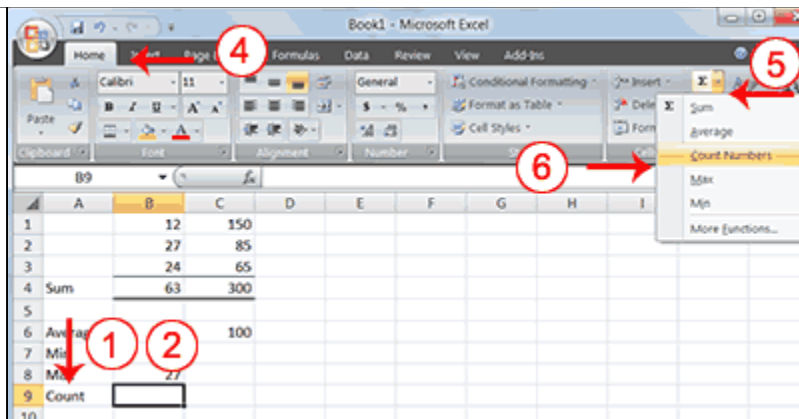 Book1 - Microsoft Excel
Home Formulas Data Review View Add-Ins
4
5
Calibri 11 General Conditional Formatting Insert Σ
B I U A A $ % , Format as Table
Paste A Cell Styles
Σ Sum
Average
Count Numbers
Max
Min
More Functions...
Clipboard Font Alignment Number
6
B9 fx
A B C D E F G H I
1 12 150
2 27 85
3 24 65
4 Sum 63 300
5
6 100
7
8 27
9 Count
10
1 2